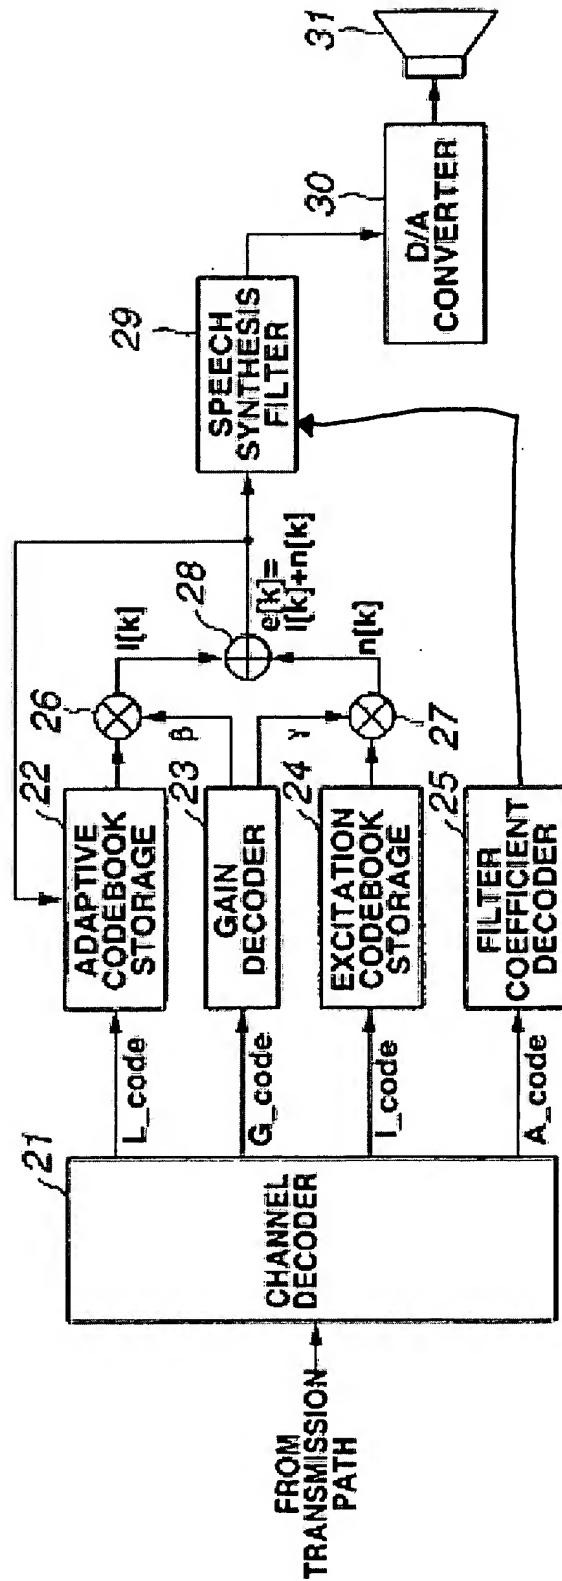 FROM
TRANSMISSION
PATH
21
CHANNEL
DECODER
L_code
G_code
I_code
A_code
22
ADAPTIVE
CODEBOOK
STORAGE
23
GAIN
DECODER
24
EXCITATION
CODEBOOK
STORAGE
25
FILTER
COEFFICIENT
DECODER
26
l[k]
β
γ
27
n[k]
28
e[k]=
l[k]+n[k]
29
SPEECH
SYNTHESIS
FILTER
30
D/A
CONVERTER
31